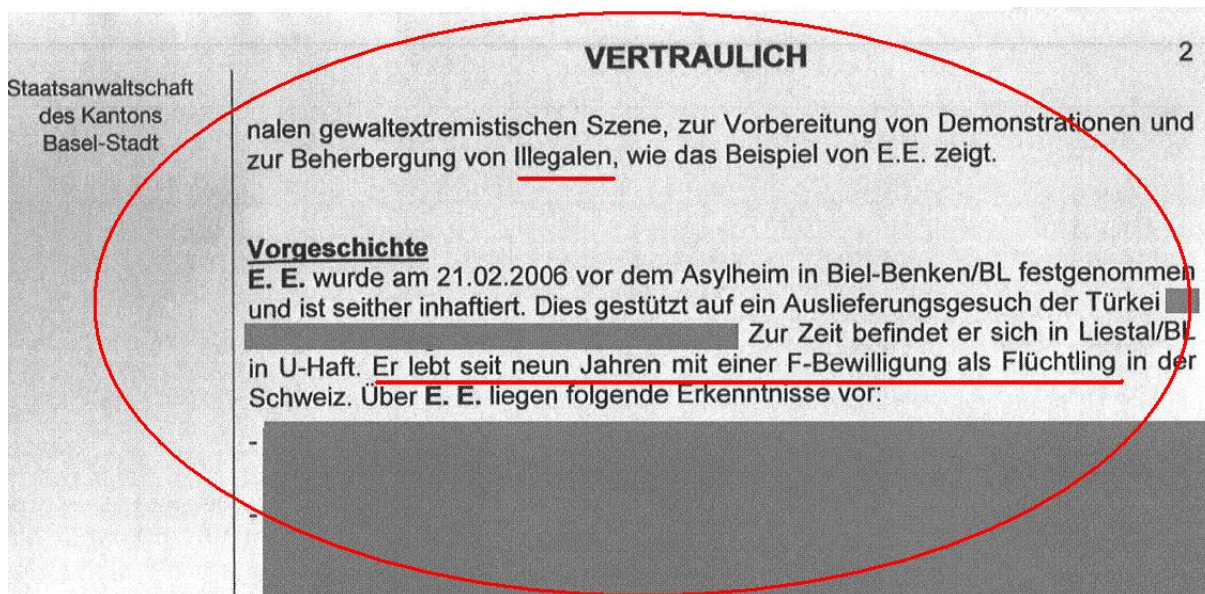 VERTRAULICH
2
Staatsanwaltschaft
des Kantons
Basel-Stadt
nalen gewaltextremistischen Szene, zur Vorbereitung von Demonstrationen und
zur Beherbergung von Illegalen, wie das Beispiel von E.E. zeigt.
Vorgeschichte
E. E. wurde am 21.02.2006 vor dem Asylheim in Biel-Benken/BL festgenommen
und ist seither inhaftiert. Dies gestützt auf ein Auslieferungsgesuch der Türkei
Zur Zeit befindet er sich in Liestal/BL
in U-Haft. Er lebt seit neun Jahren mit einer F-Bewilligung als Flüchtling in der
Schweiz. Über E. E. liegen folgende Erkenntnisse vor:
-
-